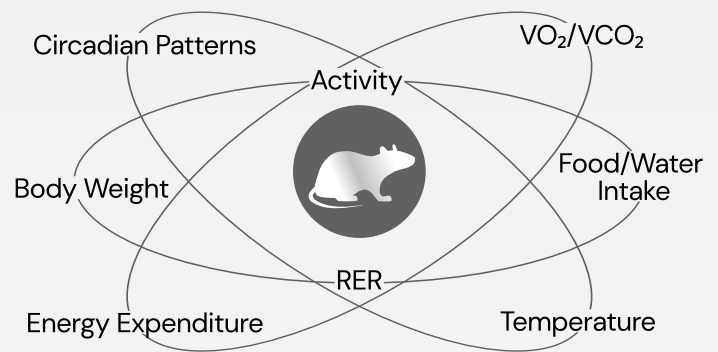 Circadian Patterns
VO₂/VCO₂
Activity
Body Weight
Food/Water
Intake
RER
Energy Expenditure
Temperature